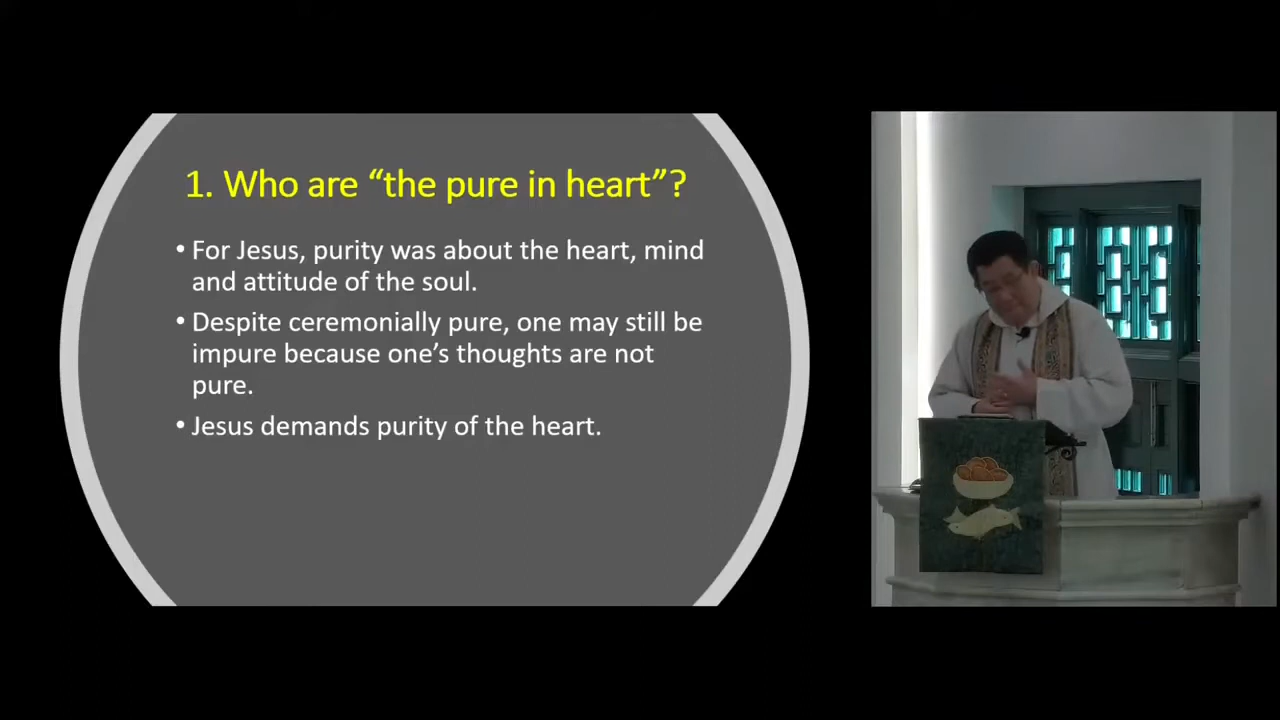 1. Who are “the pure in heart”?
• For Jesus, purity was about the heart, mind
and attitude of the soul.
• Despite ceremonially pure, one may still be
impure because one’s thoughts are not
pure.
• Jesus demands purity of the heart.